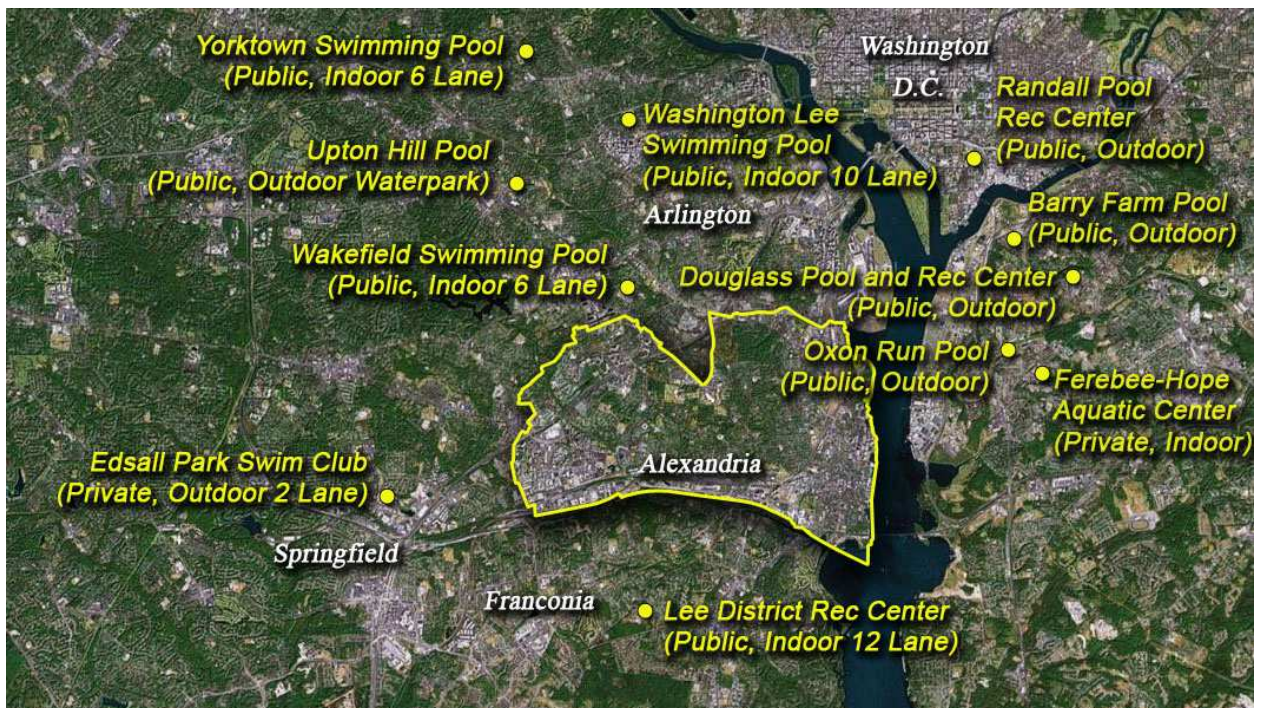 Yorktown Swimming Pool
(Public, Indoor 6 Lane)
Washington
D.C.
Randall Pool
Rec Center
(Public, Outdoor)
Washington Lee
Swimming Pool
(Public, Indoor 10 Lane)
Upton Hill Pool
(Public, Outdoor Waterpark)
Arlington
Barry Farm Pool
(Public, Outdoor)
Wakefield Swimming Pool
(Public, Indoor 6 Lane)
Douglass Pool and Rec Center
(Public, Outdoor)
Oxon Run Pool
(Public, Outdoor)
Ferebee-Hope
Aquatic Center
(Private, Indoor)
Edsall Park Swim Club
(Private, Outdoor 2 Lane)
Alexandria
Springfield
Franconia
Lee District Rec Center
(Public, Indoor 12 Lane)